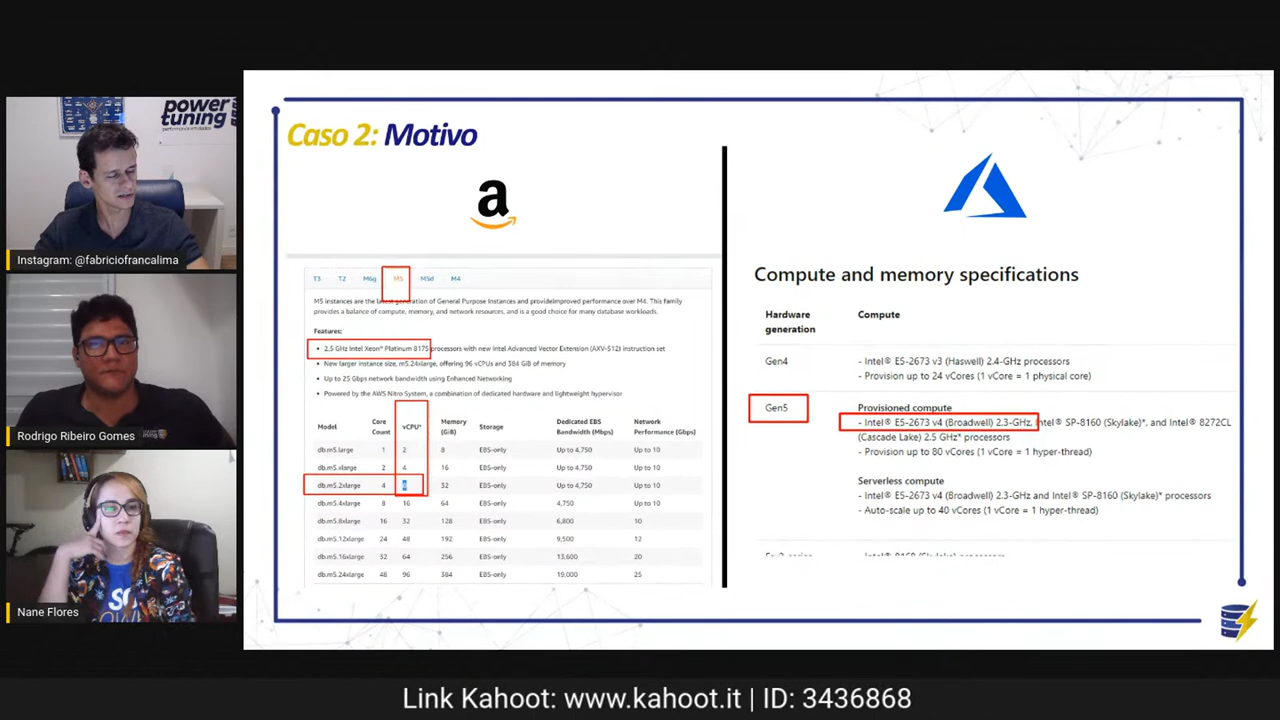 power
tuning
Instagram: @fabriciofrancalima
Rodrigo Ribeiro Gomes
Nane Flores
Caso 2: Motivo
a
T3 T2 M6g M5 M5d M4
M5 instances are the latest generation of General Purpose Instances and provideimproved performance over M4. This family
provides a balance of compute, memory, and network resources, and is a good choice for many database workloads.
Features:
• 2.5 GHz Intel Xeon® Platinum 8175 processors with new Intel Advanced Vector Extension (AXV-512) instruction set
• New larger instance size, m5.24xlarge, offering 96 vCPUs and 384 GiB of memory
• Up to 25 Gbps network bandwidth using Enhanced Networking
• Powered by the AWS Nitro System, a combination of dedicated hardware and lightweight hypervisor
Model Core Count vCPU* Memory (GiB) Storage Dedicated EBS Bandwidth (Mbps) Network Performance (Gbps)
db.m5.large 1 2 8 EBS-only Up to 4,750 Up to 10
db.m5.xlarge 2 4 16 EBS-only Up to 4,750 Up to 10
db.m5.2xlarge 4 8 32 EBS-only Up to 4,750 Up to 10
db.m5.4xlarge 8 16 64 EBS-only 4,750 Up to 10
db.m5.8xlarge 16 32 128 EBS-only 6,800 10
db.m5.12xlarge 24 48 192 EBS-only 9,500 12
db.m5.16xlarge 32 64 256 EBS-only 13,600 20
db.m5.24xlarge 48 96 384 EBS-only 19,000 25
Compute and memory specifications
Hardware generation Compute
Gen4 - Intel® E5-2673 v3 (Haswell) 2.4-GHz processors
- Provision up to 24 vCores (1 vCore = 1 physical core)
Gen5 Provisioned compute
- Intel® E5-2673 v4 (Broadwell) 2.3-GHz, Intel® SP-8160 (Skylake)*, and Intel® 8272CL
(Cascade Lake) 2.5 GHz* processors
- Provision up to 80 vCores (1 vCore = 1 hyper-thread)
Serverless compute
- Intel® E5-2673 v4 (Broadwell) 2.3-GHz and Intel® SP-8160 (Skylake)* processors
- Auto-scale up to 40 vCores (1 vCore = 1 hyper-thread)
Link Kahoot: www.kahoot.it | ID: 3436868